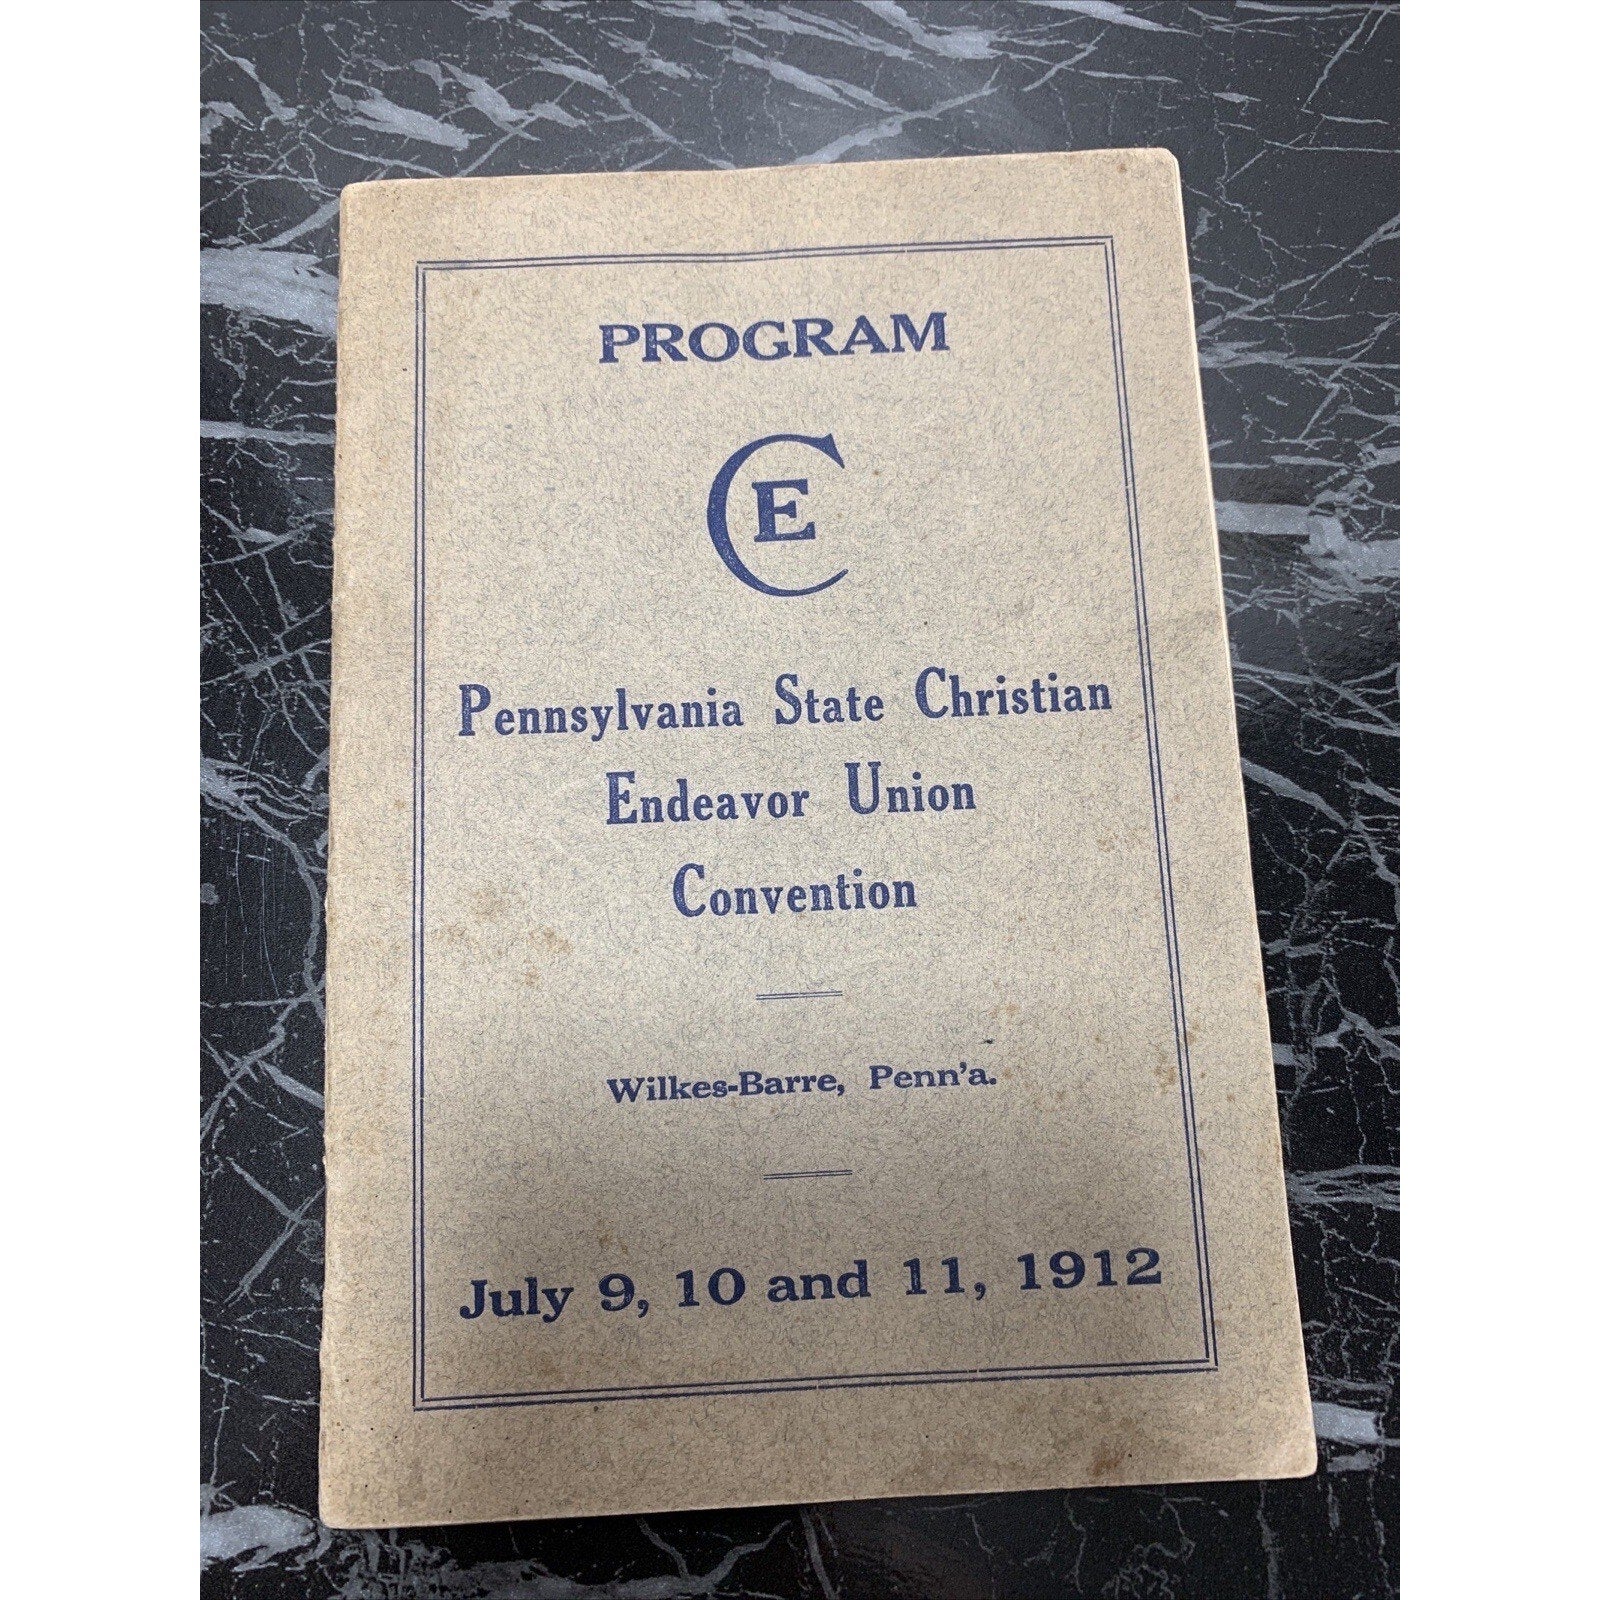 PROGRAM
CE
Pennsylvania State Christian
Endeavor Union
Convention
Wilkes-Barre, Penn'a.
July 9, 10 and 11, 1912